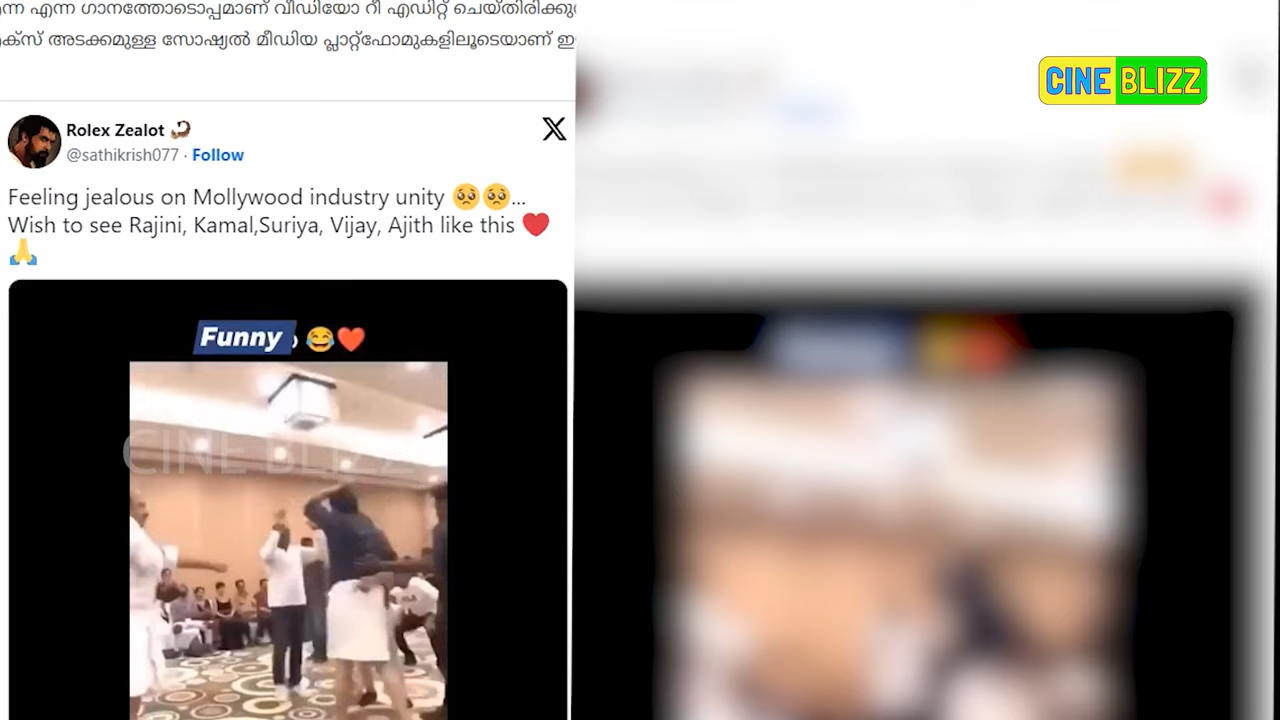 എന്ന ഗാനത്തോടൊപ്പമാണ് വീഡിയോ റീ എഡിറ്റ് 
അടക്കമുള്ള സോഷ്യൽ മീഡിയ പ്ലാറ്റ്ഫോമുകളിലൂടെയാണ്
CINE BLIZZ
Rolex Zealot 🦂
@sathikrish077 · Follow
Feeling jealous on Mollywood industry unity 🥺🥺...
Wish to see Rajini, Kamal,Suriya, Vijay, Ajith like this ❤️
🙏
Funny 😂❤️
CINE BLIZZ